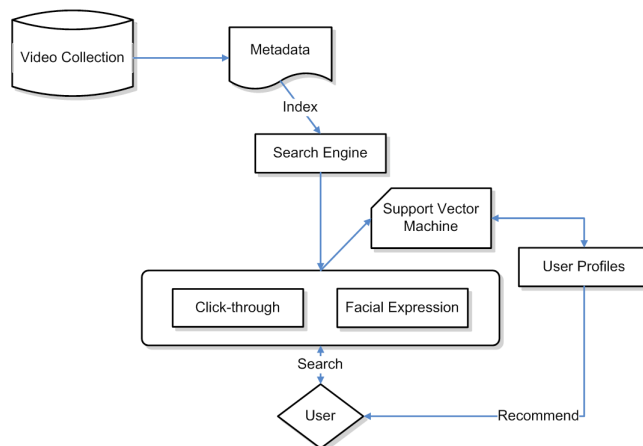 Video Collection
Metadata
Index
Search Engine
Support Vector
Machine
User Profiles
Click-through
Facial Expression
Search
User
Recommend